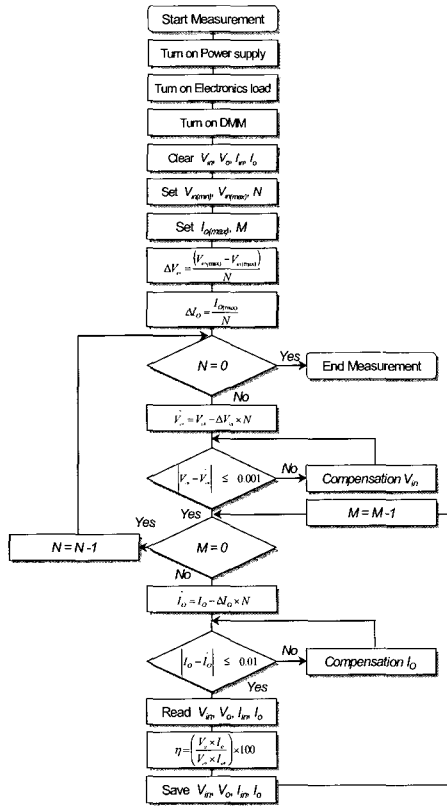 Start Measurement
Turn on Power supply
Turn on Electronics load
Turn on DMM
Clear V_in, V_o, I_in, I_o
Set V_in(min), V_in(max), N
Set I_O(max), M
ΔV_in = (V_in(max) − V_in(min)) / N
ΔI_O = I_O(max) / N
N = 0
Yes
End Measurement
No
V*_in = V_in − ΔV_in × N
|V_in − V*_in| ≤ 0.001
No
Compensation V_in
Yes
M = M -1
Yes
N = N -1
M = 0
No
I*_O = I_O − ΔI_O × N
|I_O − I*_O| ≤ 0.01
No
Compensation I_O
Yes
Read V_in, V_o, I_in, I_o
η = (V_o × I_o / V_in × I_in) × 100
Save V_in, V_o, I_in, I_o